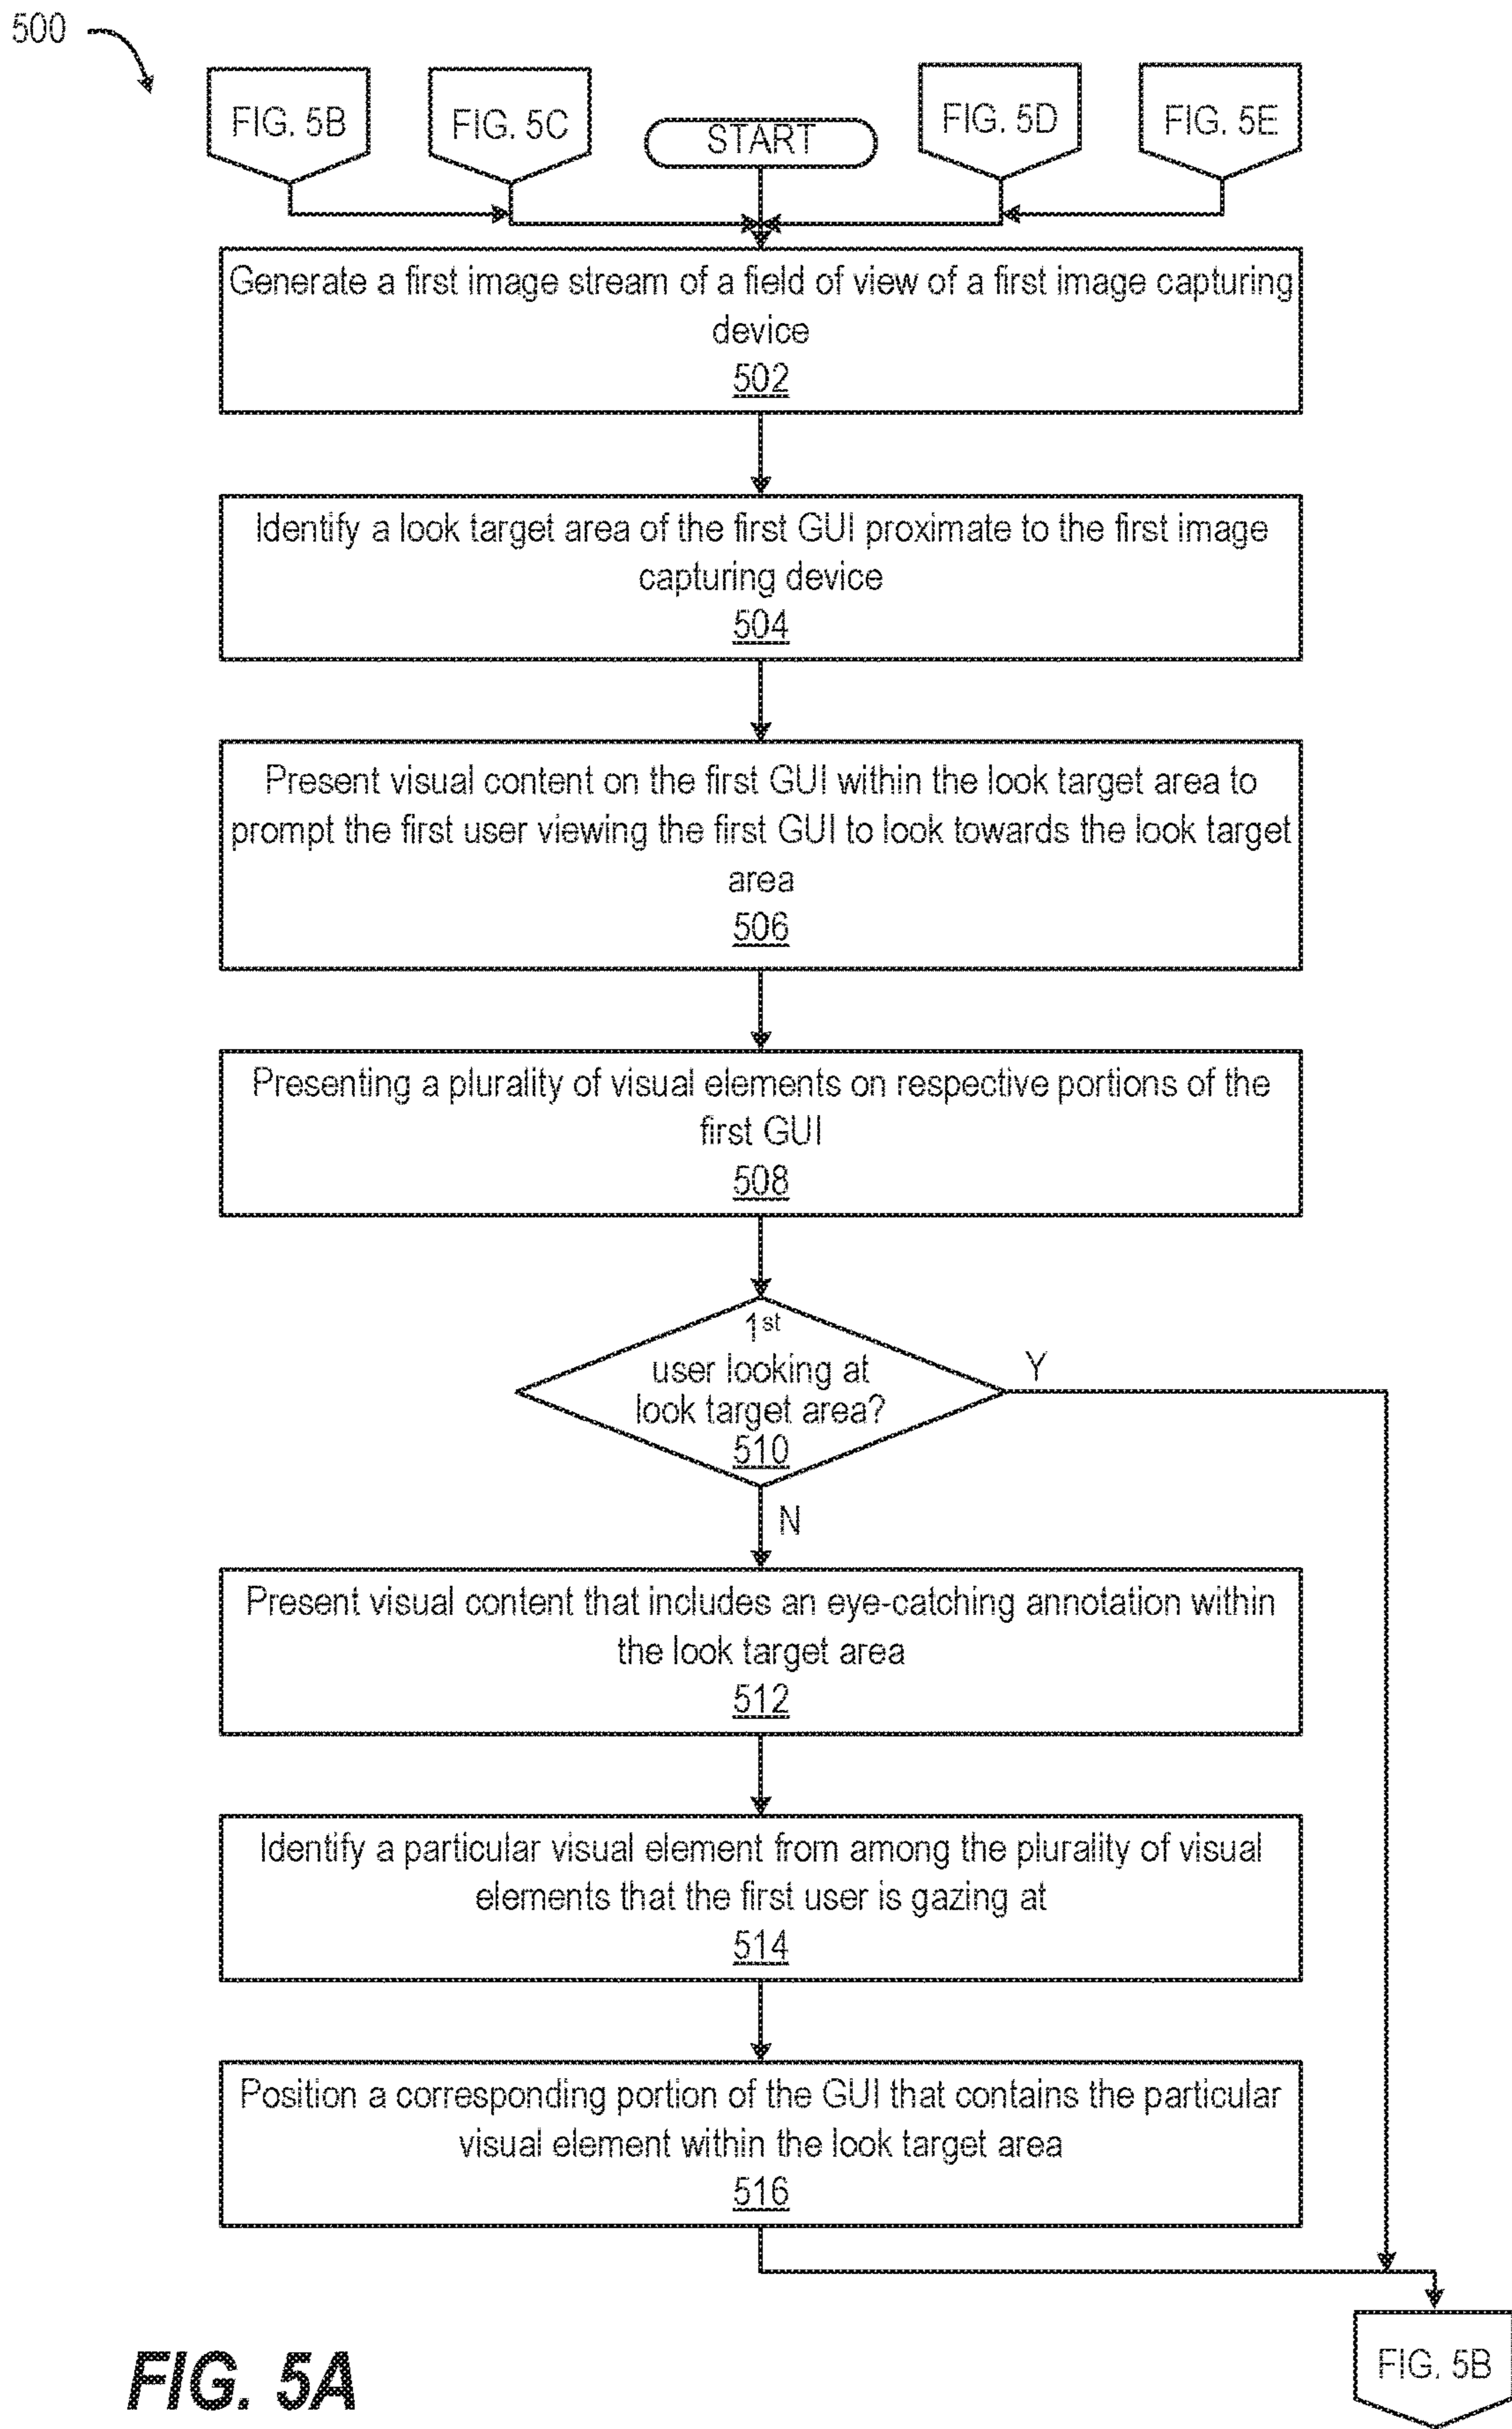 500
FIG. 5B
FIG. 5C
START
FIG. 5D
FIG. 5E
Generate a first image stream of a field of view of a first image capturing
device
502
Identify a look target area of the first GUI proximate to the first image
capturing device
504
Present visual content on the first GUI within the look target area to
prompt the first user viewing the first GUI to look towards the look target
area
506
Presenting a plurality of visual elements on respective portions of the
first GUI
508
1st
user looking at
look target area?
510
Y
N
Present visual content that includes an eye-catching annotation within
the look target area
512
Identify a particular visual element from among the plurality of visual
elements that the first user is gazing at
514
Position a corresponding portion of the GUI that contains the particular
visual element within the look target area
516
FIG. 5B
FIG. 5A